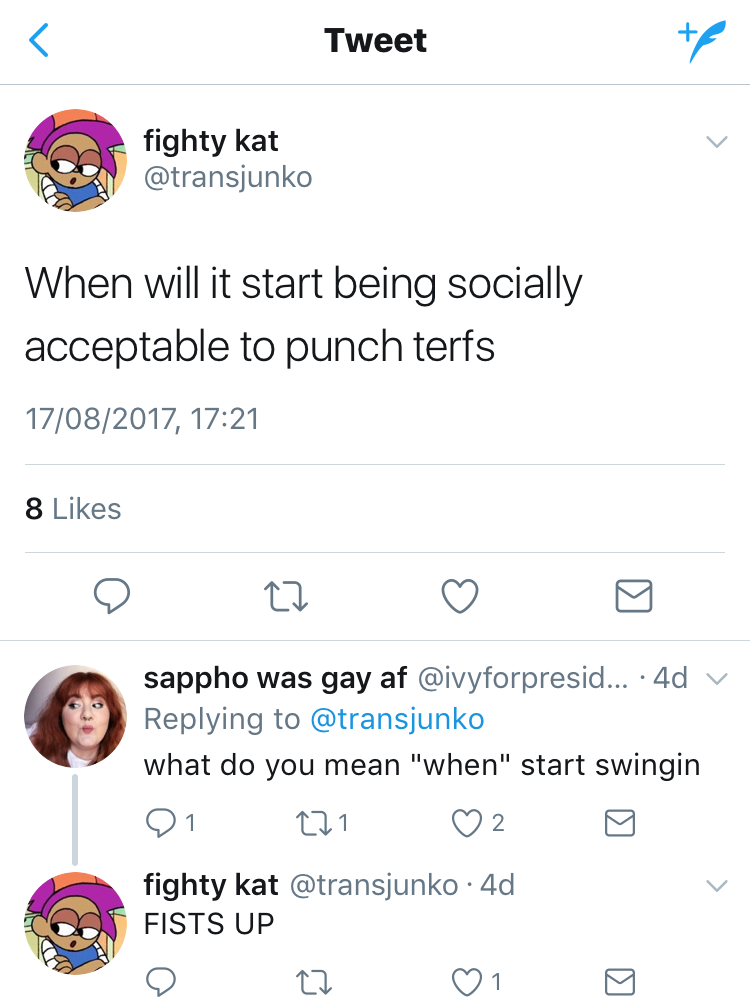 Tweet
fighty kat
@transjunko
When will it start being socially
acceptable to punch terfs
17/08/2017, 17:21
8 Likes
sappho was gay af @ivyforpresid... · 4d
Replying to @transjunko
what do you mean "when" start swingin
1 1 2
fighty kat @transjunko · 4d
FISTS UP
1